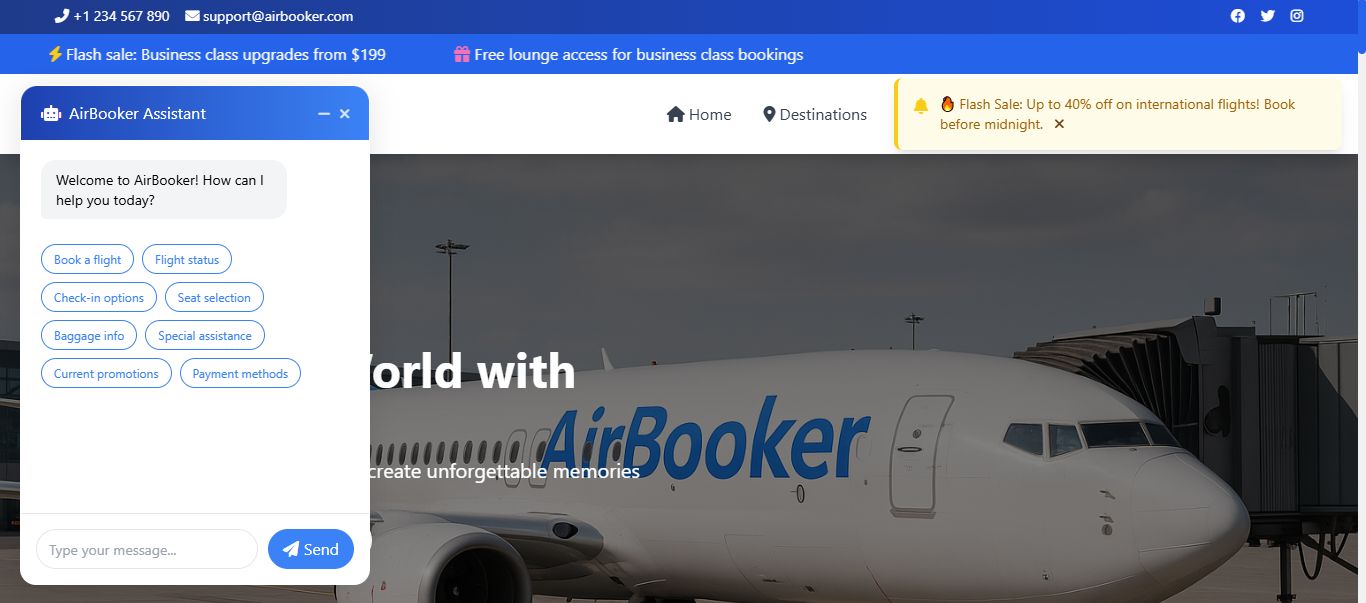 +1 234 567 890 support@airbooker.com
Flash sale: Business class upgrades from $199 Free lounge access for business class bookings
AirBooker Assistant
Home Destinations
Flash Sale: Up to 40% off on international flights! Book
before midnight.
Welcome to AirBooker! How can I
help you today?
Book a flight Flight status
Check-in options Seat selection
Baggage info Special assistance
Current promotions Payment methods
World with
AirBooker
create unforgettable memories
Type your message...
Send